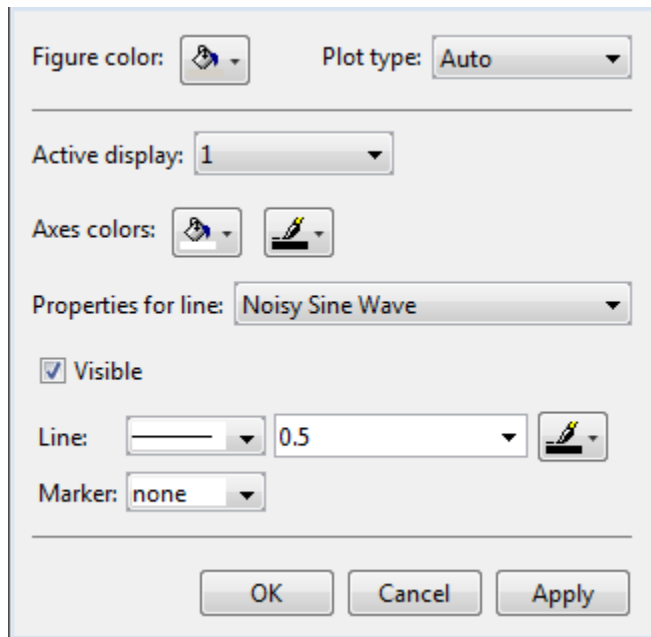 Figure color: Plot type: Auto
Active display: 1
Axes colors:
Properties for line: Noisy Sine Wave
Visible
Line: 0.5
Marker: none
OK Cancel Apply